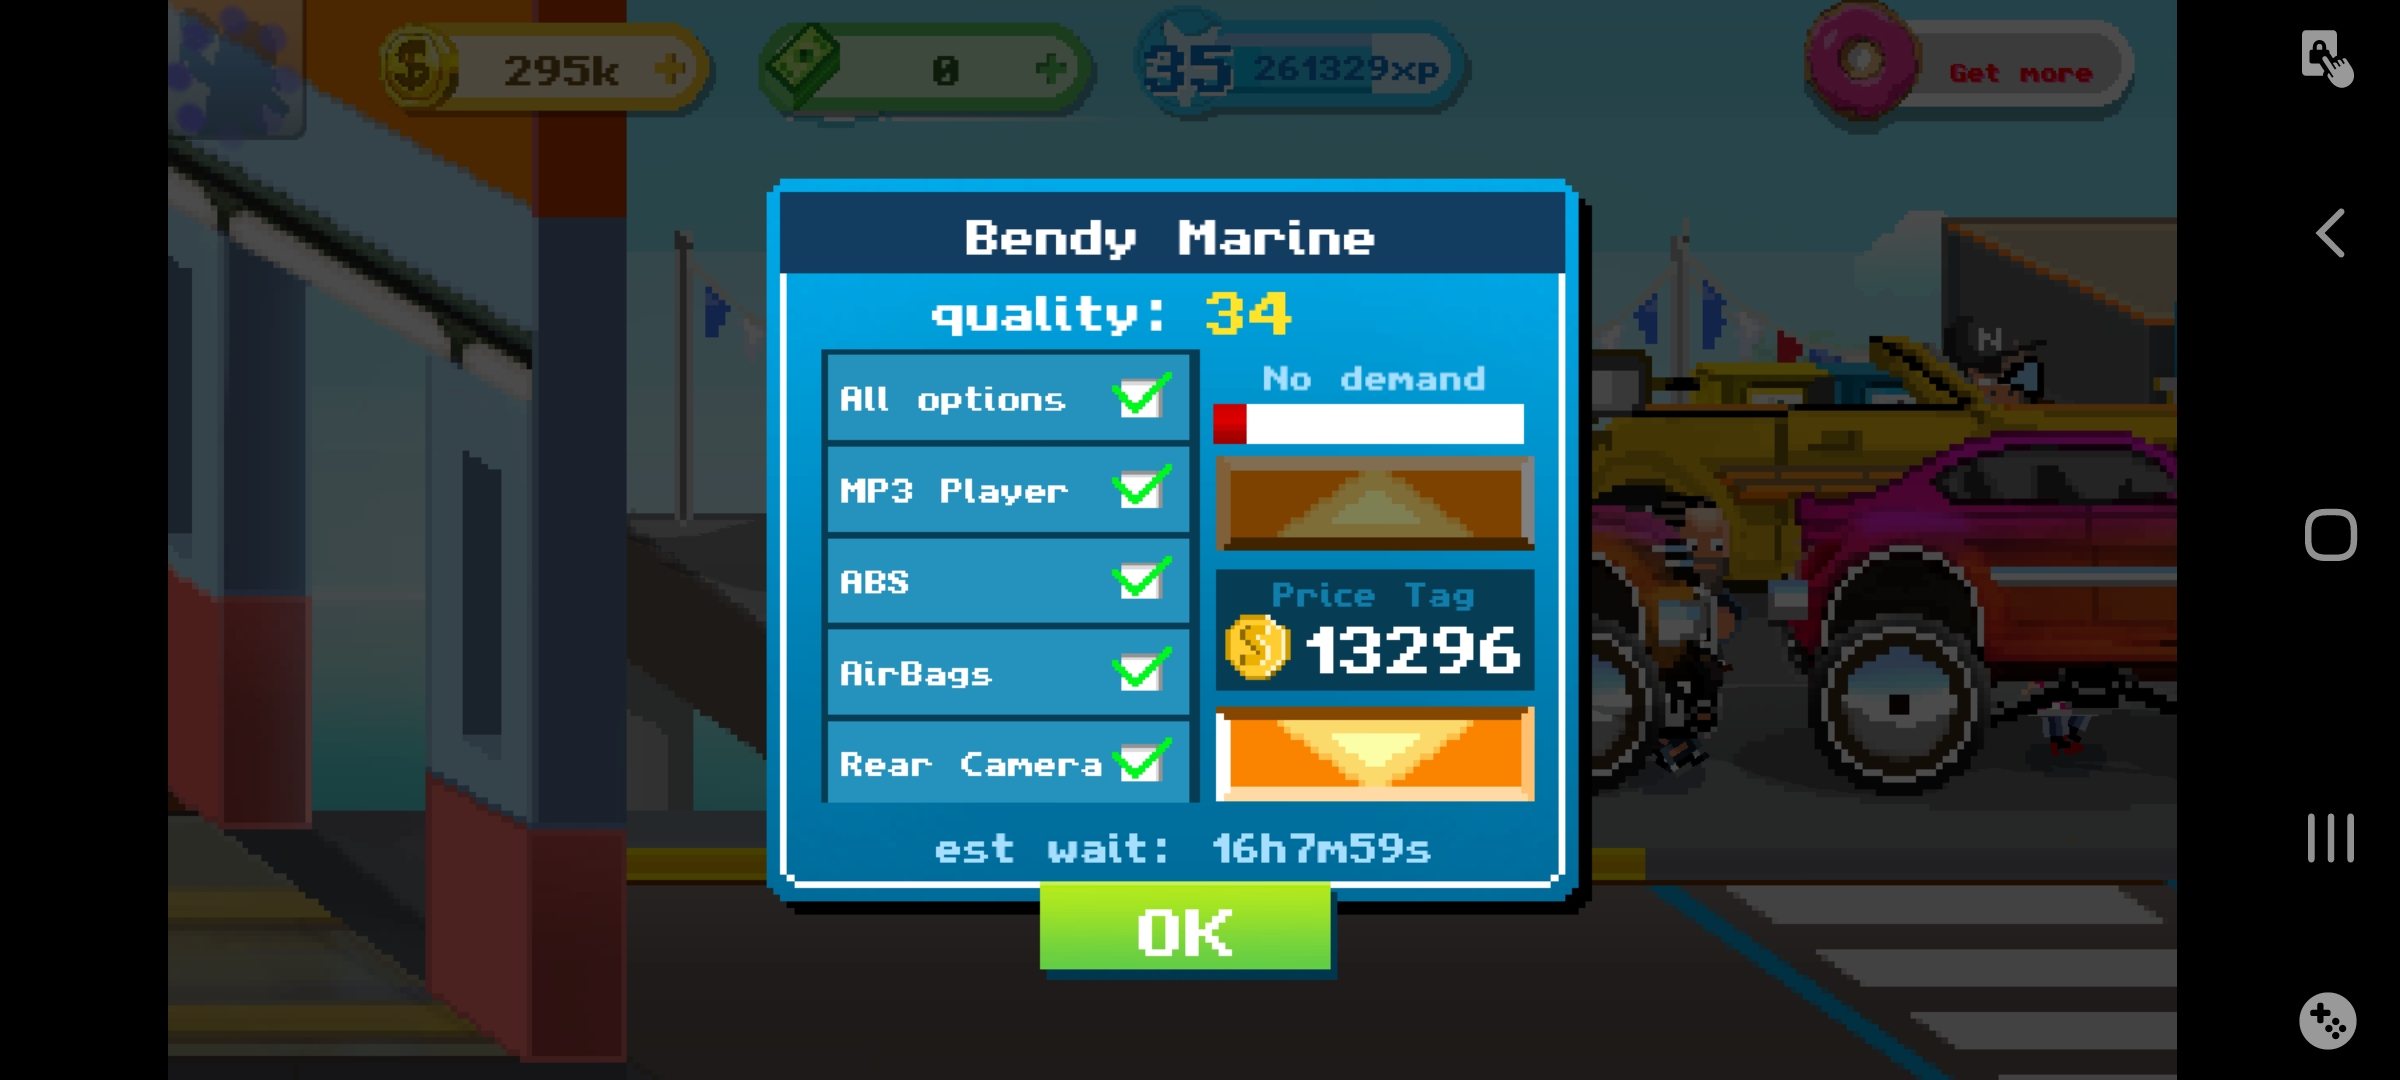 295k
0
35 261329xp
Get more
Bendy Marine
quality: 34
All options
MP3 Player
ABS
AirBags
Rear Camera
No demand
Price Tag
13296
est wait: 16h7m59s
OK
N